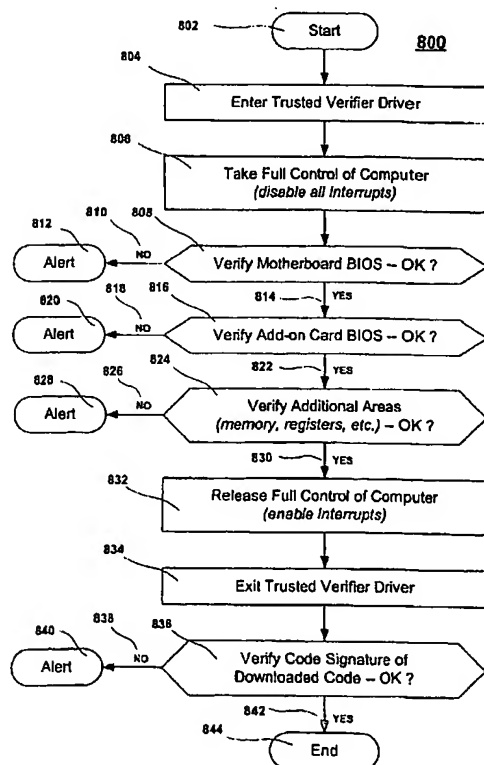 802
Start
800
804
Enter Trusted Verifier Driver
806
Take Full Control of Computer
(disable all Interrupts)
812
810
808
Alert
NO
Verify Motherboard BIOS – OK ?
814
YES
820
818
816
Alert
NO
Verify Add-on Card BIOS – OK ?
822
YES
828
826
824
Alert
NO
Verify Additional Areas
(memory, registers, etc.) – OK ?
830
YES
832
Release Full Control of Computer
(enable Interrupts)
834
Exit Trusted Verifier Driver
840
838
836
Alert
NO
Verify Code Signature of
Downloaded Code – OK ?
842
YES
844
End